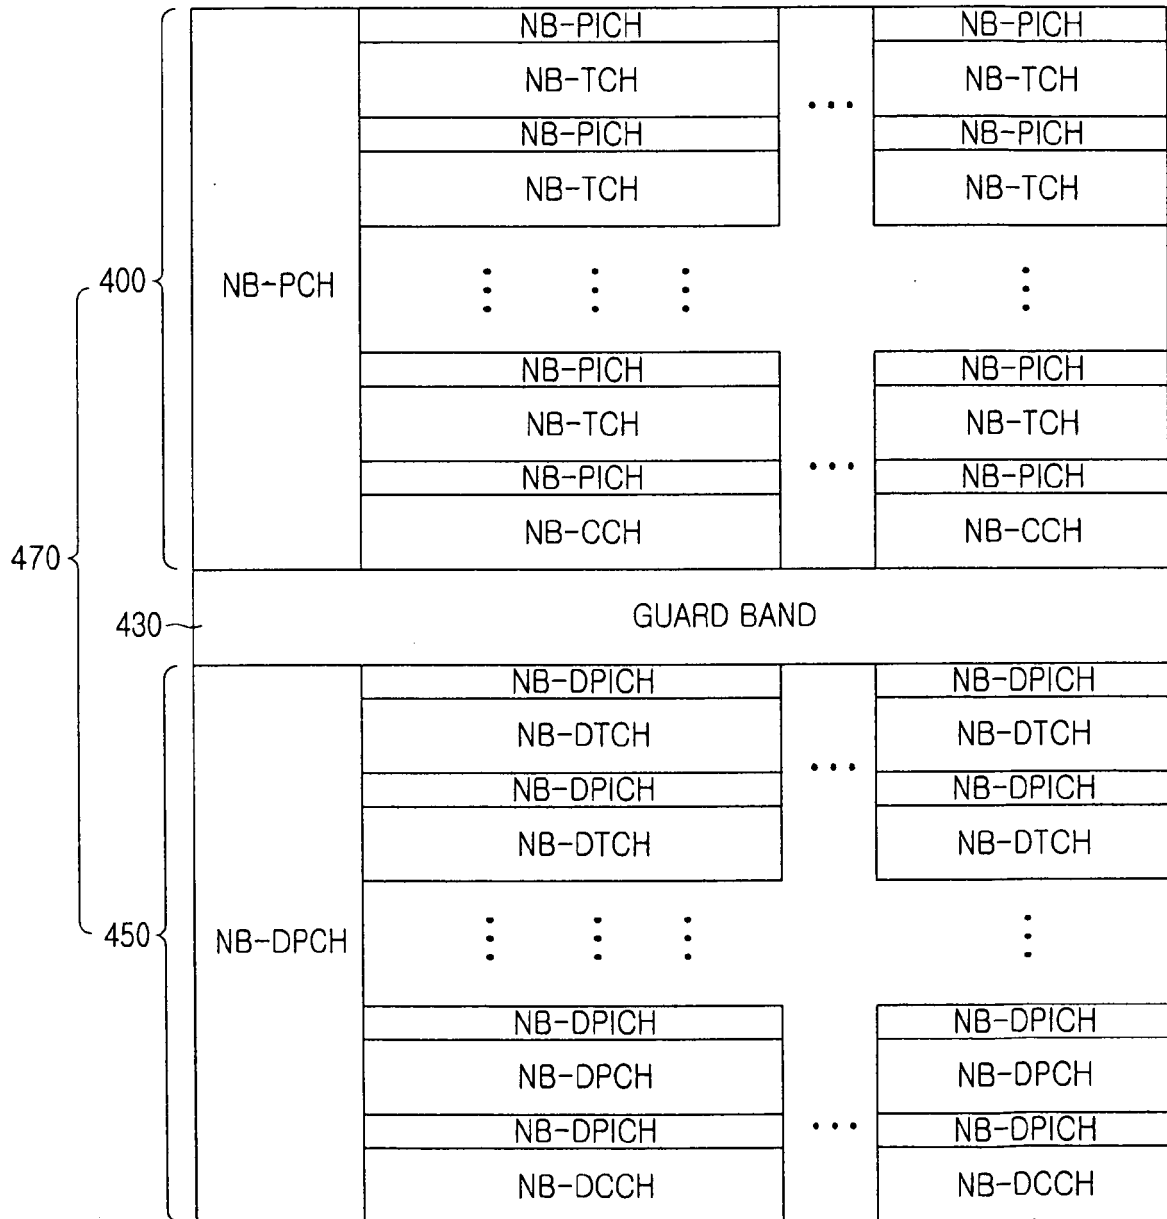 NB-PICH NB-PICH
NB-TCH NB-TCH
NB-PICH NB-PICH
NB-TCH NB-TCH
400 NB-PCH
NB-PICH NB-PICH
NB-TCH NB-TCH
NB-PICH NB-PICH
NB-CCH NB-CCH
470
430 GUARD BAND
NB-DPICH NB-DPICH
NB-DTCH NB-DTCH
NB-DPICH NB-DPICH
NB-DTCH NB-DTCH
450 NB-DPCH
NB-DPICH NB-DPICH
NB-DPCH NB-DPCH
NB-DPICH NB-DPICH
NB-DCCH NB-DCCH